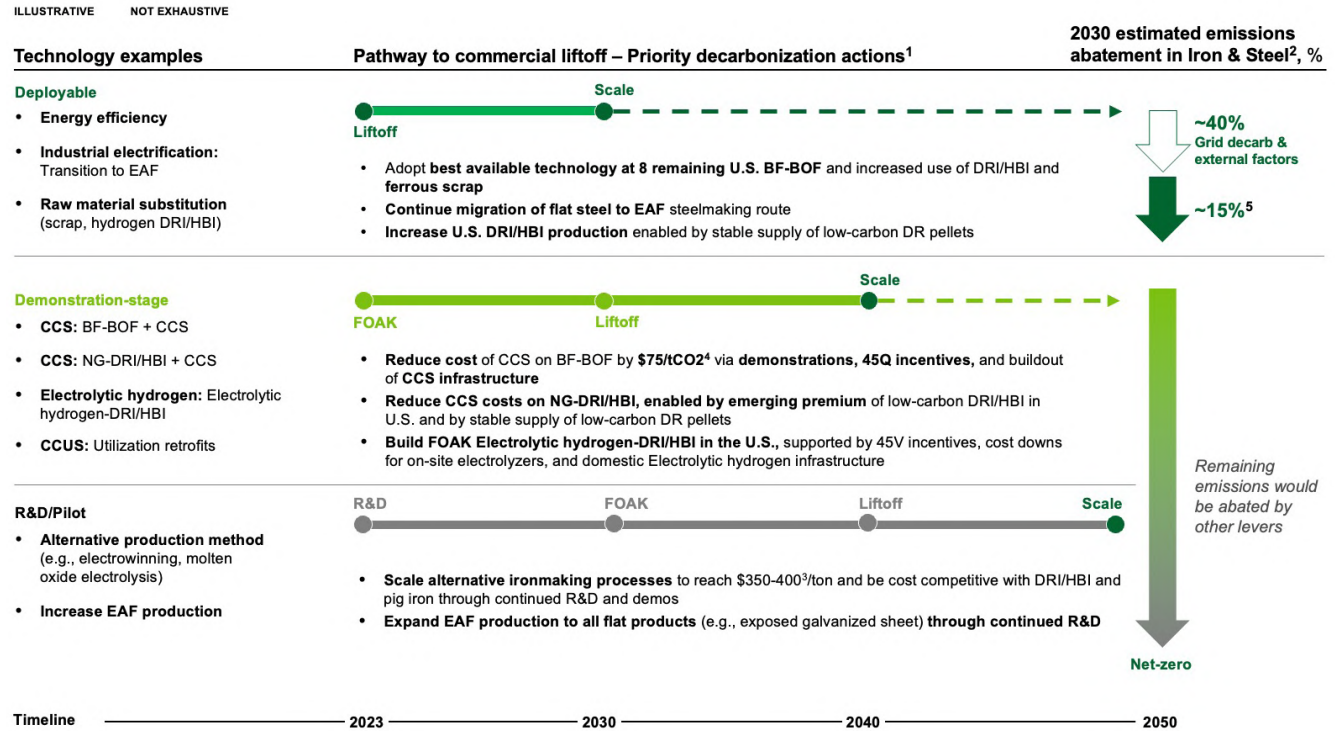 ILLUSTRATIVE NOT EXHAUSTIVE
Technology examples
Pathway to commercial liftoff – Priority decarbonization actions1
2030 estimated emissions
abatement in Iron & Steel2, %
Deployable
• Energy efficiency
• Industrial electrification:
Transition to EAF
• Raw material substitution
(scrap, hydrogen DRI/HBI)
Scale
Liftoff
• Adopt best available technology at 8 remaining U.S. BF-BOF and increased use of DRI/HBI and
ferrous scrap
• Continue migration of flat steel to EAF steelmaking route
• Increase U.S. DRI/HBI production enabled by stable supply of low-carbon DR pellets
~40%
Grid decarb &
external factors
~15%5
Demonstration-stage
• CCS: BF-BOF + CCS
• CCS: NG-DRI/HBI + CCS
• Electrolytic hydrogen: Electrolytic
hydrogen-DRI/HBI
• CCUS: Utilization retrofits
Scale
FOAK
Liftoff
• Reduce cost of CCS on BF-BOF by $75/tCO24 via demonstrations, 45Q incentives, and buildout
of CCS infrastructure
• Reduce CCS costs on NG-DRI/HBI, enabled by emerging premium of low-carbon DRI/HBI in
U.S. and by stable supply of low-carbon DR pellets
• Build FOAK Electrolytic hydrogen-DRI/HBI in the U.S., supported by 45V incentives, cost downs
for on-site electrolyzers, and domestic Electrolytic hydrogen infrastructure
Remaining
emissions would
be abated by
other levers
R&D/Pilot
• Alternative production method
(e.g., electrowinning, molten
oxide electrolysis)
• Increase EAF production
R&D
FOAK
Liftoff
Scale
• Scale alternative ironmaking processes to reach $350-4003/ton and be cost competitive with DRI/HBI and
pig iron through continued R&D and demos
• Expand EAF production to all flat products (e.g., exposed galvanized sheet) through continued R&D
Net-zero
Timeline 2023 2030 2040 2050